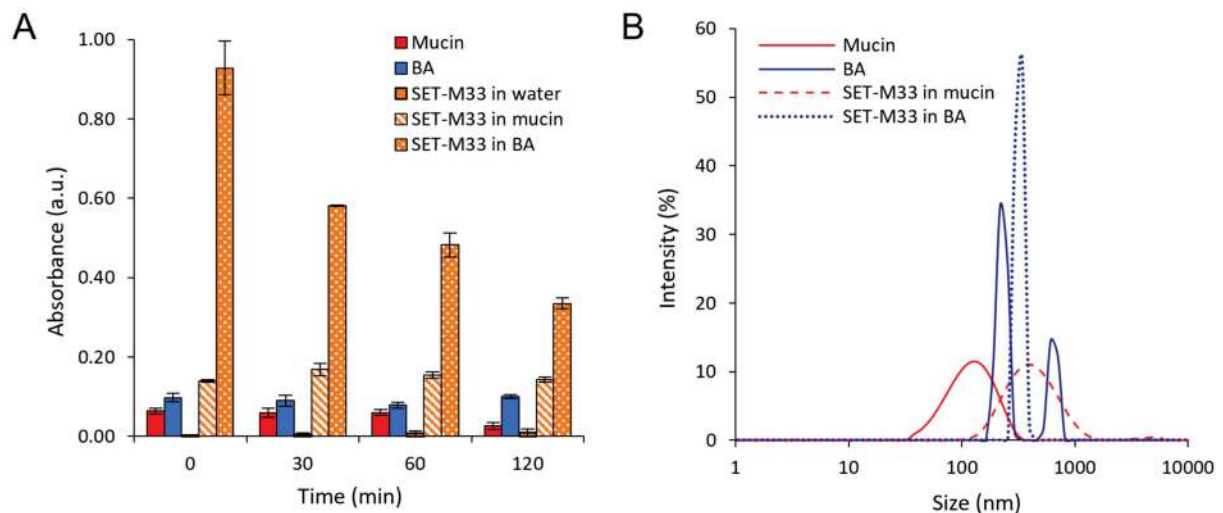 A
Absorbance (a.u.)
1.00
0.80
0.60
0.40
0.20
0.00
Mucin
BA
SET-M33 in water
SET-M33 in mucin
SET-M33 in BA
0 30 60 120
Time (min)
B
Intensity (%)
60
50
40
30
20
10
0
Mucin
BA
SET-M33 in mucin
SET-M33 in BA
1 10 100 1000 10000
Size (nm)